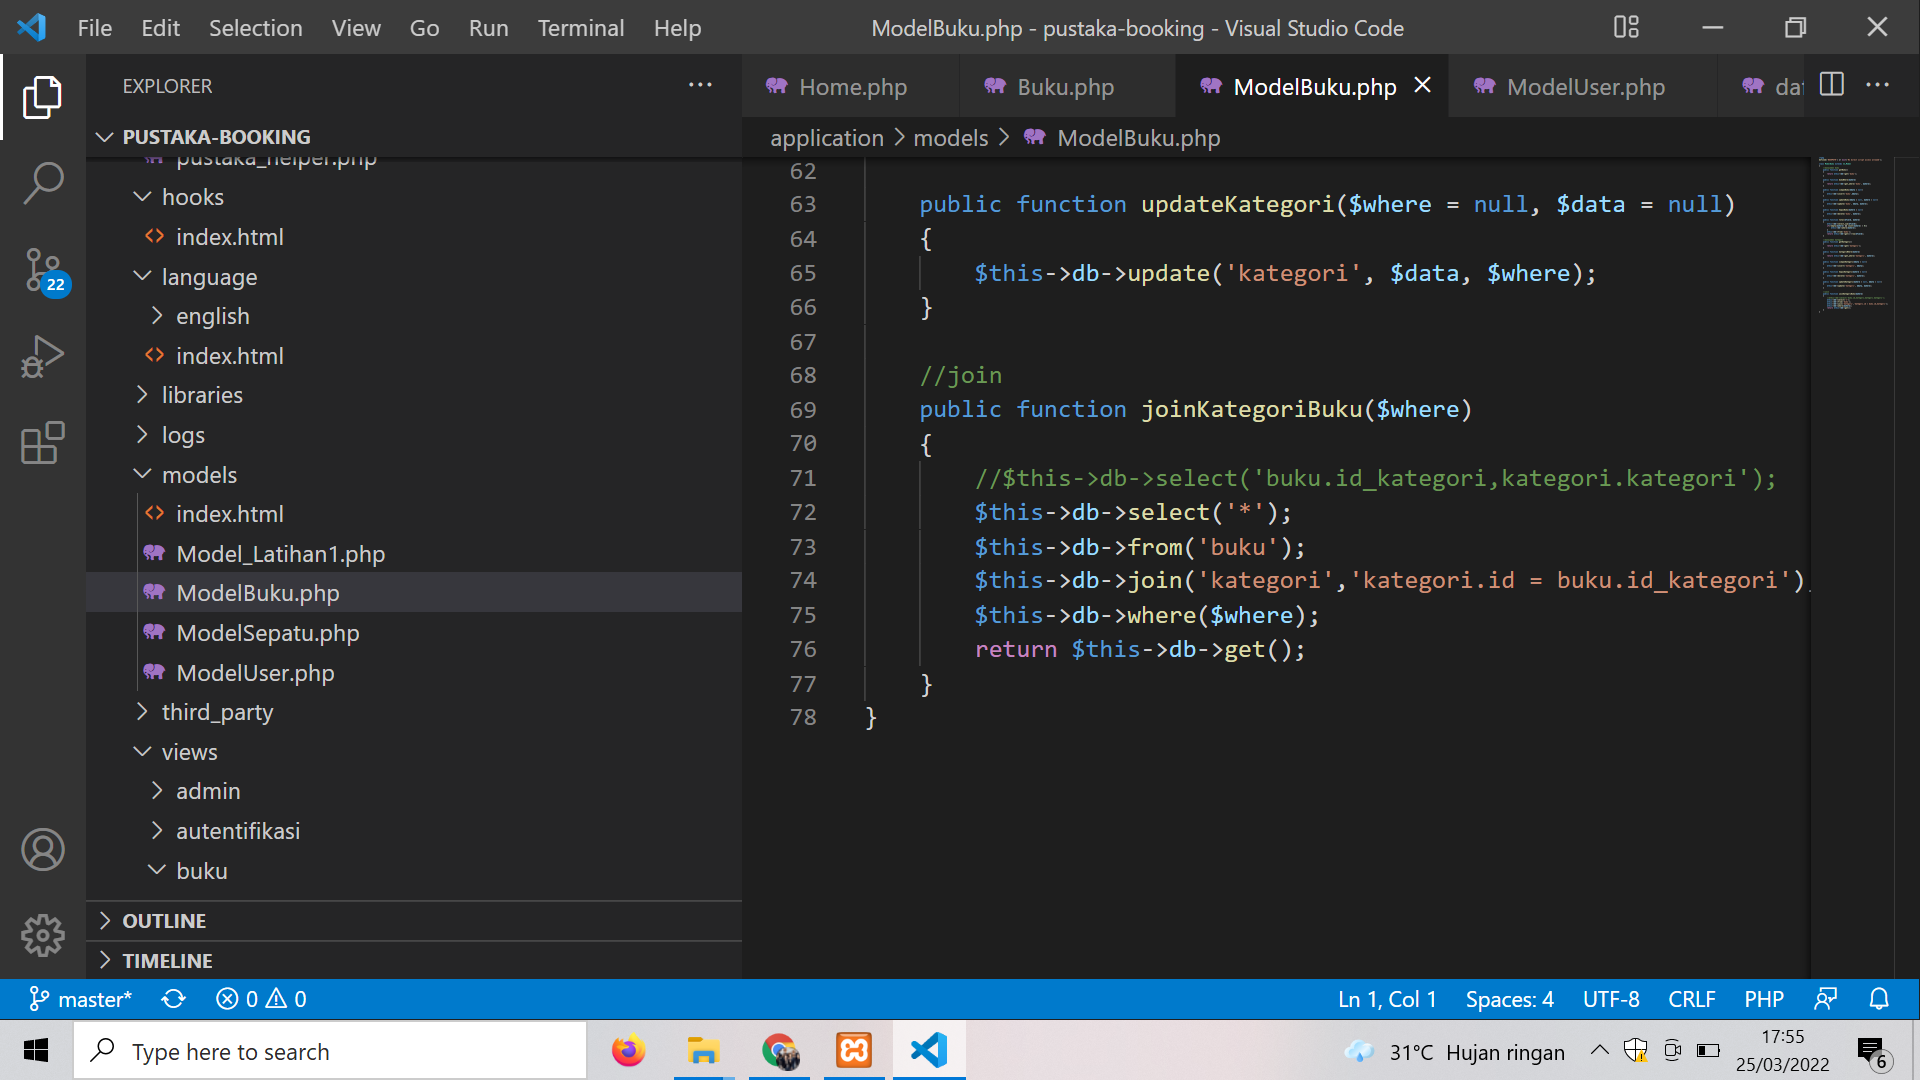 File Edit Selection View Go Run Terminal Help
ModelBuku.php - pustaka-booking - Visual Studio Code
EXPLORER
PUSTAKA-BOOKING
pustaka_helper.php
hooks
index.html
language
english
index.html
libraries
logs
models
index.html
Model_Latihan1.php
ModelBuku.php
ModelSepatu.php
ModelUser.php
third_party
views
admin
autentifikasi
buku
OUTLINE
TIMELINE
22
Home.php Buku.php ModelBuku.php ModelUser.php dat
application > models > ModelBuku.php
62
63 public function updateKategori($where = null, $data = null)
64 {
65 $this->db->update('kategori', $data, $where);
66 }
67
68 //join
69 public function joinKategoriBuku($where)
70 {
71 //$this->db->select('buku.id_kategori,kategori.kategori');
72 $this->db->select('*');
73 $this->db->from('buku');
74 $this->db->join('kategori','kategori.id = buku.id_kategori')
75 $this->db->where($where);
76 return $this->db->get();
77 }
78 }
master* 0 0
Ln 1, Col 1 Spaces: 4 UTF-8 CRLF PHP
Type here to search
31°C Hujan ringan
17:55
25/03/2022
6